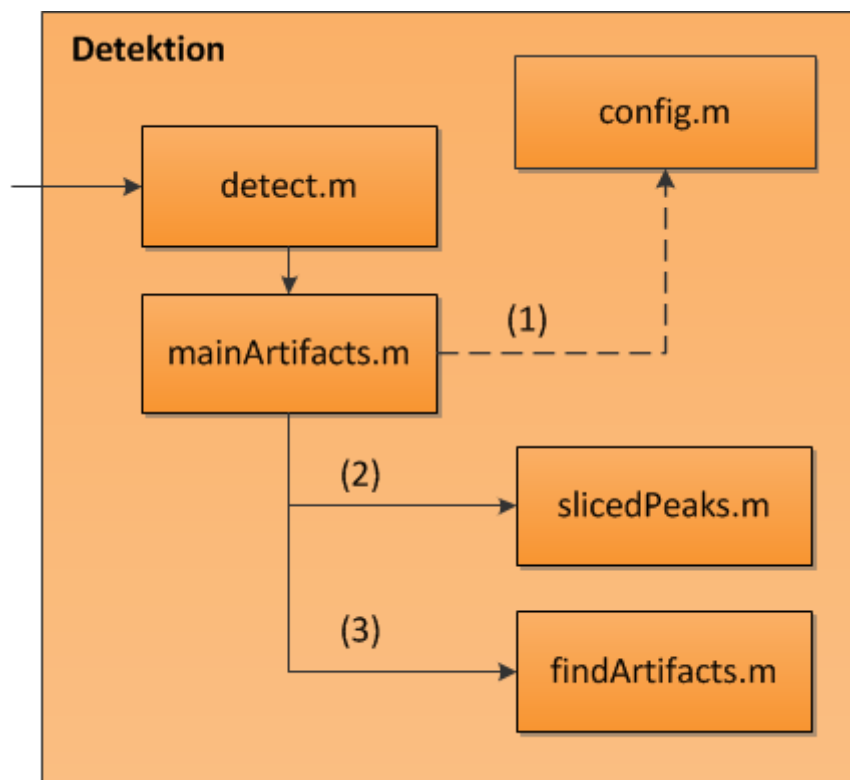 Detektion
config.m
detect.m
mainArtifacts.m
(1)
(2)
slicedPeaks.m
(3)
findArtifacts.m